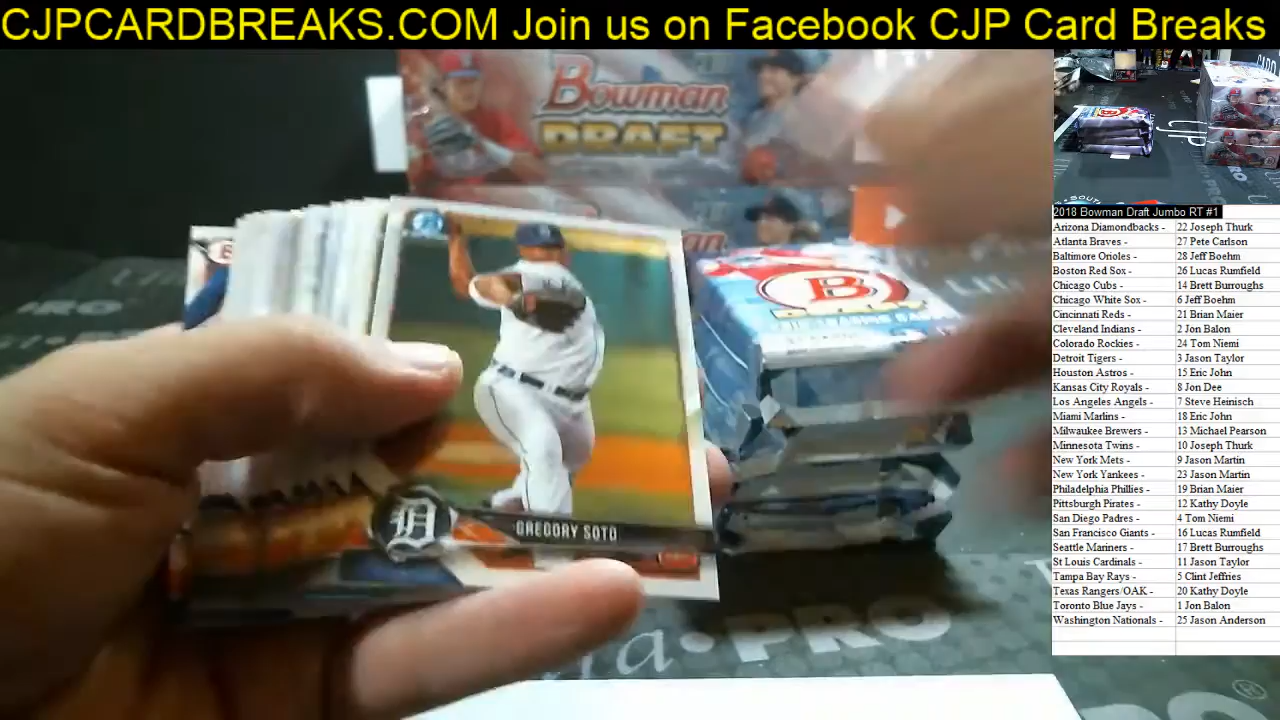 CJPCARDBREAKS.COM Join us on Facebook CJP Card Breaks
Bowman
DRAFT
B
GREGORY SOTO
D
PRO
2018 Bowman Draft Jumbo RT #1
Arizona Diamondbacks - 22 Joseph Thurk
Atlanta Braves - 27 Pete Carlson
Baltimore Orioles - 28 Jeff Boehm
Boston Red Sox - 26 Lucas Rumfield
Chicago Cubs - 14 Brett Burroughs
Chicago White Sox - 6 Jeff Boehm
Cincinnati Reds - 21 Brian Maier
Cleveland Indians - 2 Jon Balon
Colorado Rockies - 24 Tom Niemi
Detroit Tigers - 3 Jason Taylor
Houston Astros - 15 Eric John
Kansas City Royals - 8 Jon Dee
Los Angeles Angels - 7 Steve Heinisch
Miami Marlins - 18 Eric John
Milwaukee Brewers - 13 Michael Pearson
Minnesota Twins - 10 Joseph Thurk
New York Mets - 9 Jason Martin
New York Yankees - 23 Jason Martin
Philadelphia Phillies - 19 Brian Maier
Pittsburgh Pirates - 12 Kathy Doyle
San Diego Padres - 4 Tom Niemi
San Francisco Giants - 16 Lucas Rumfield
Seattle Mariners - 17 Brett Burroughs
St Louis Cardinals - 11 Jason Taylor
Tampa Bay Rays - 5 Clint Jeffries
Texas Rangers/OAK - 20 Kathy Doyle
Toronto Blue Jays - 1 Jon Balon
Washington Nationals - 25 Jason Anderson